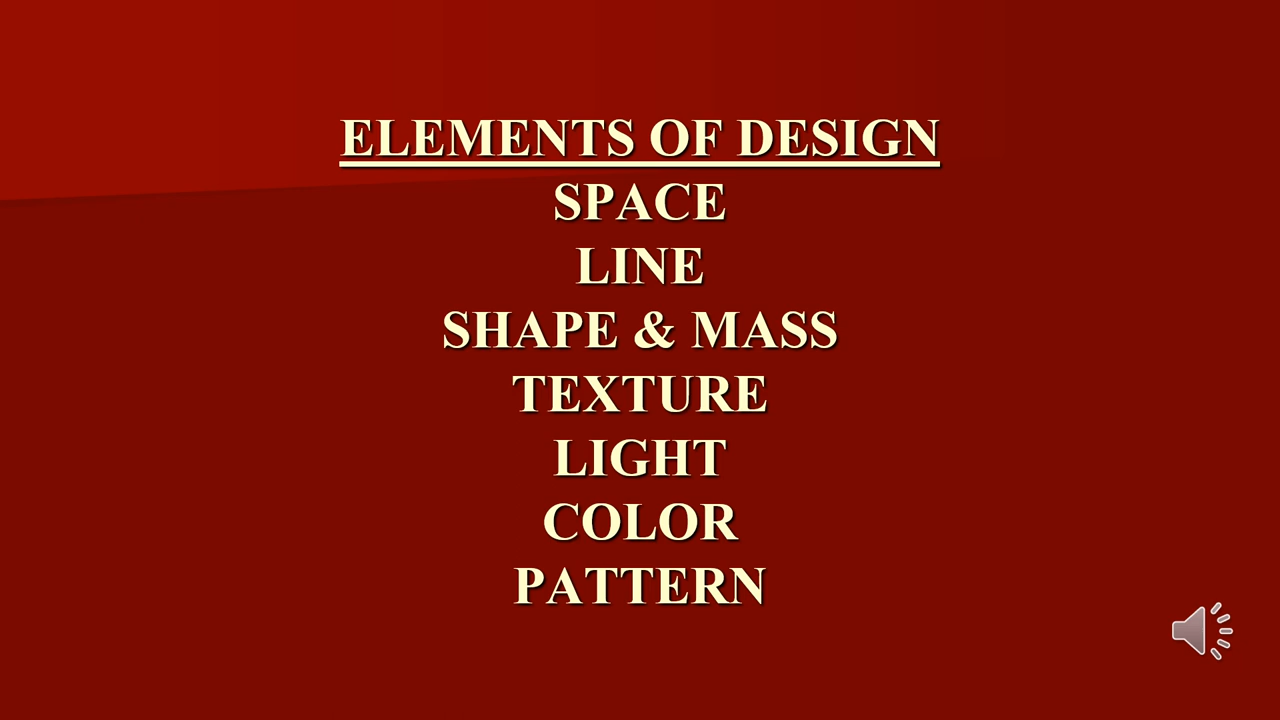 ELEMENTS OF DESIGN
SPACE
LINE
SHAPE & MASS
TEXTURE
LIGHT
COLOR
PATTERN